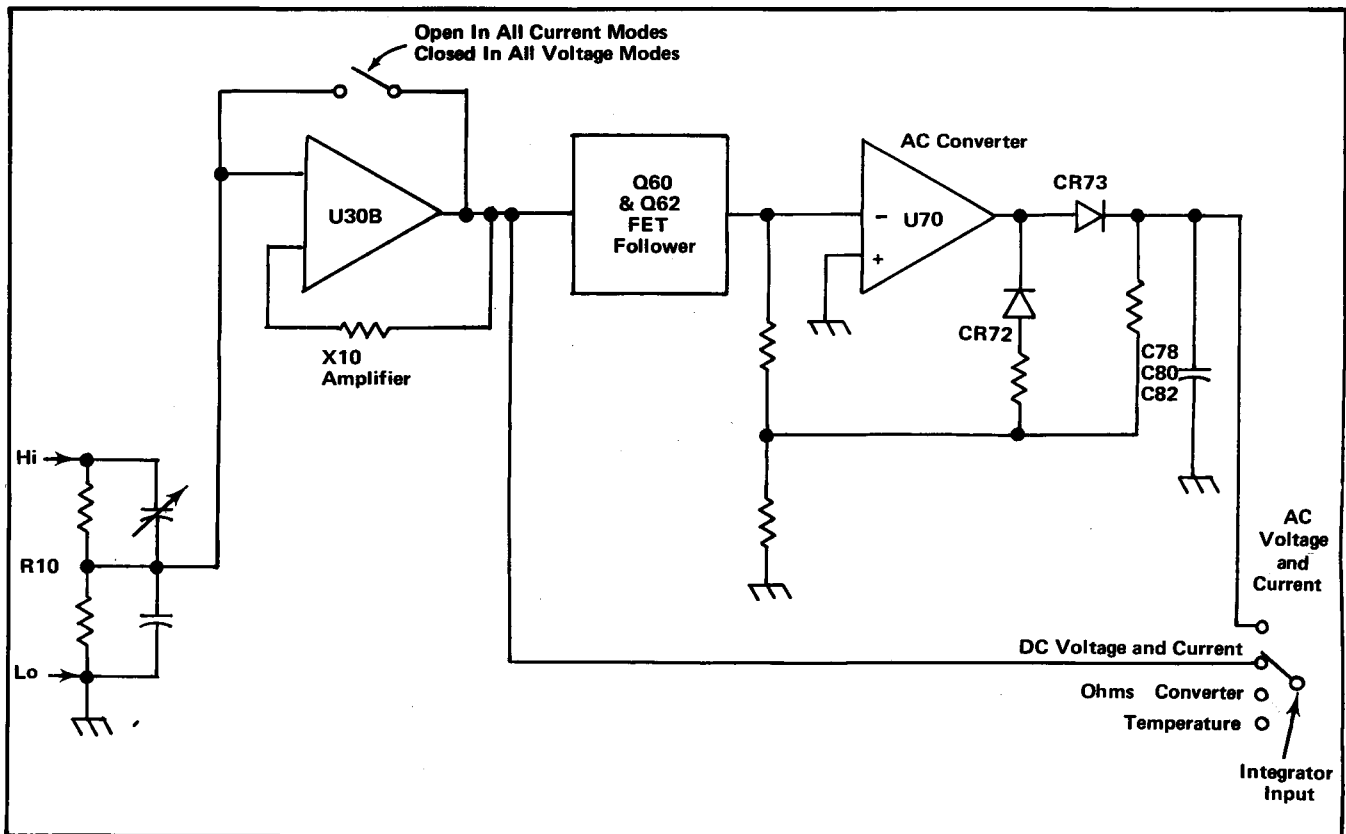 Open In All Current Modes
Closed In All Voltage Modes
U30B
X10
Amplifier
Q60
& Q62
FET
Follower
AC Converter
−
U70
+
CR73
CR72
C78
C80
C82
Hi
R10
Lo
AC
Voltage
and
Current
DC Voltage and Current
Ohms Converter
Temperature
Integrator
Input